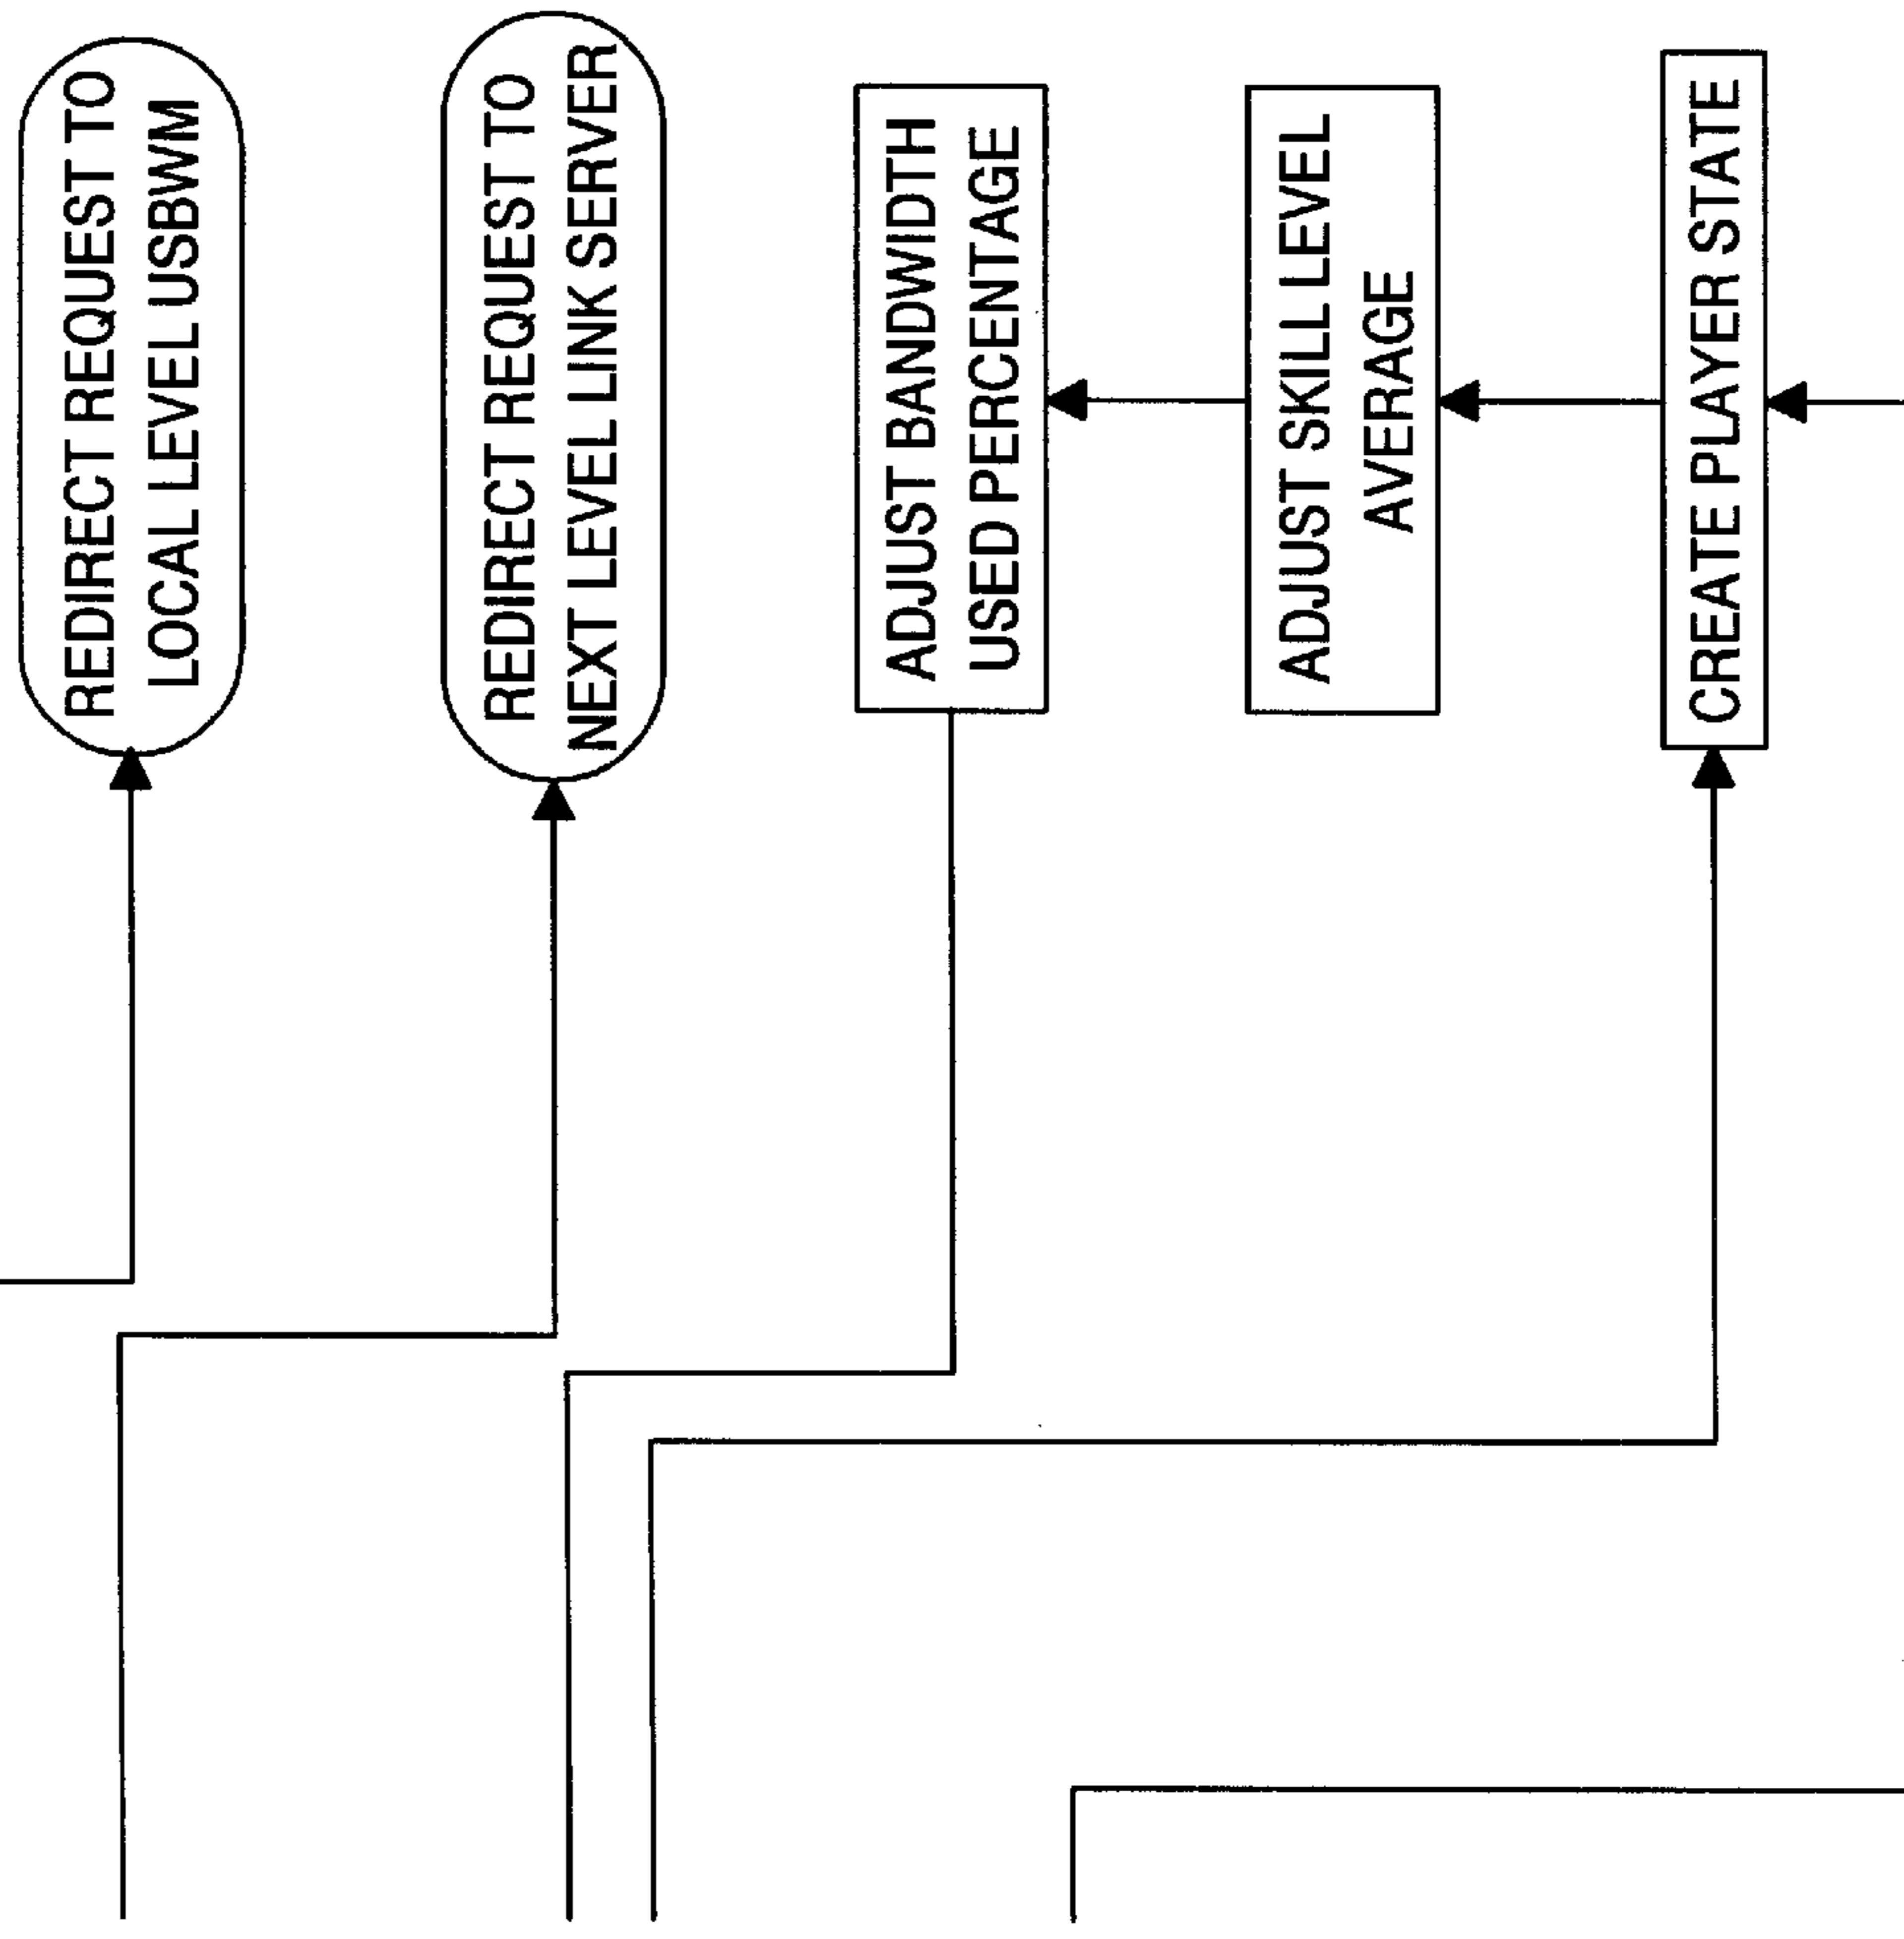 REDIRECT REQUEST TO
LOCAL LEVEL USBWM
REDIRECT REQUEST TO
NEXT LEVEL LINK SERVER
ADJUST BANDWIDTH
USED PERCENTAGE
ADJUST SKILL LEVEL
AVERAGE
CREATE PLAYER STATE